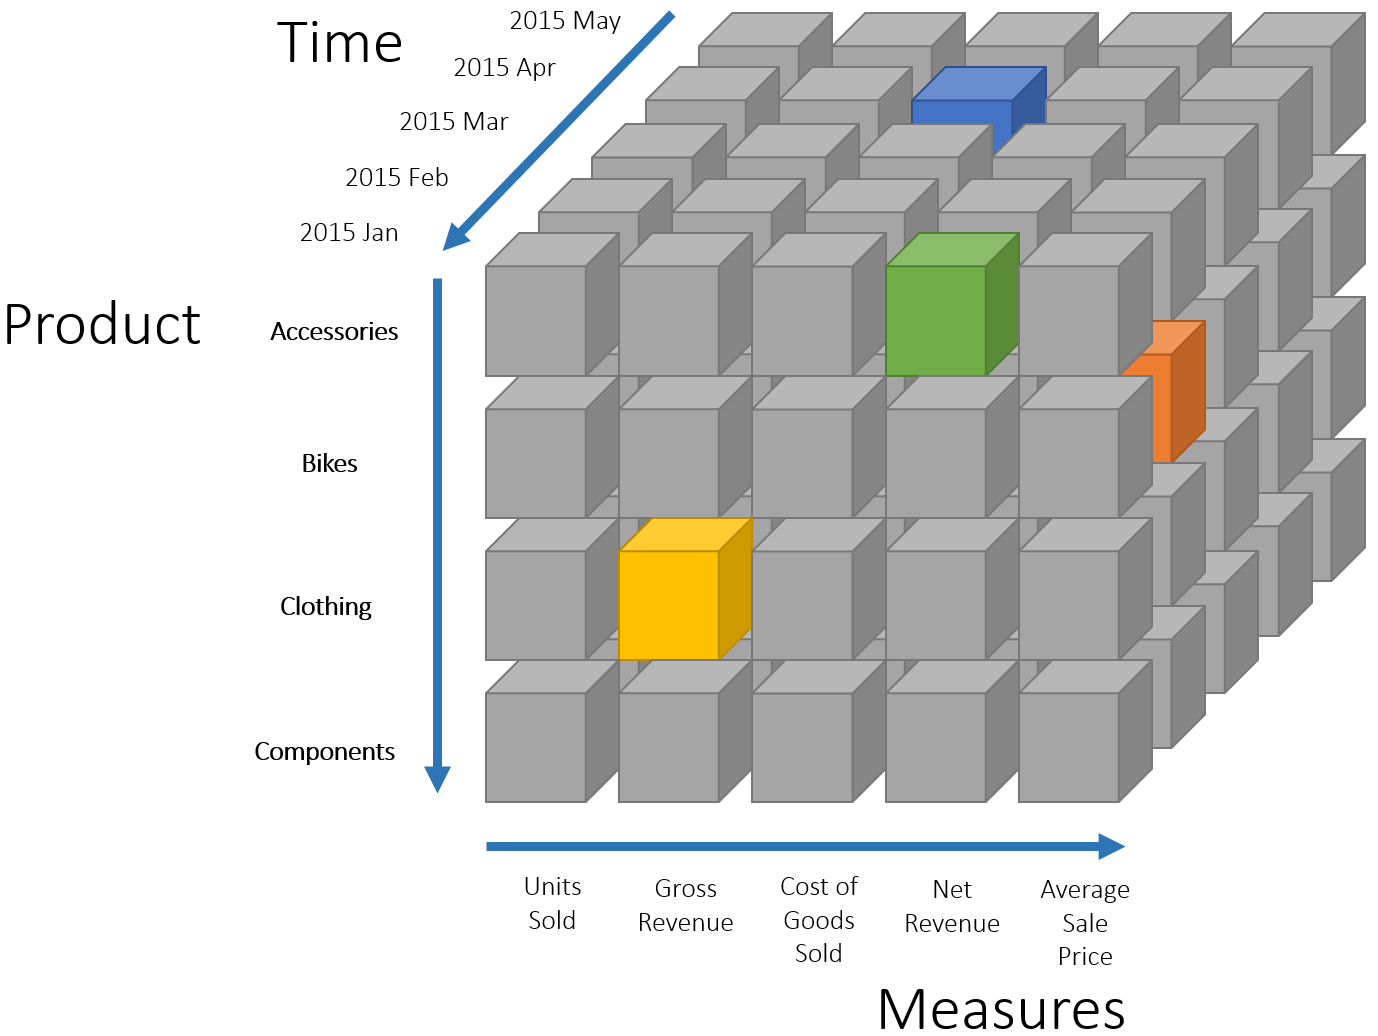 Time
2015 May
2015 Apr
2015 Mar
2015 Feb
2015 Jan
Product
Accessories
Bikes
Clothing
Components
Units
Sold
Gross
Revenue
Cost of
Goods
Sold
Net
Revenue
Average
Sale
Price
Measures